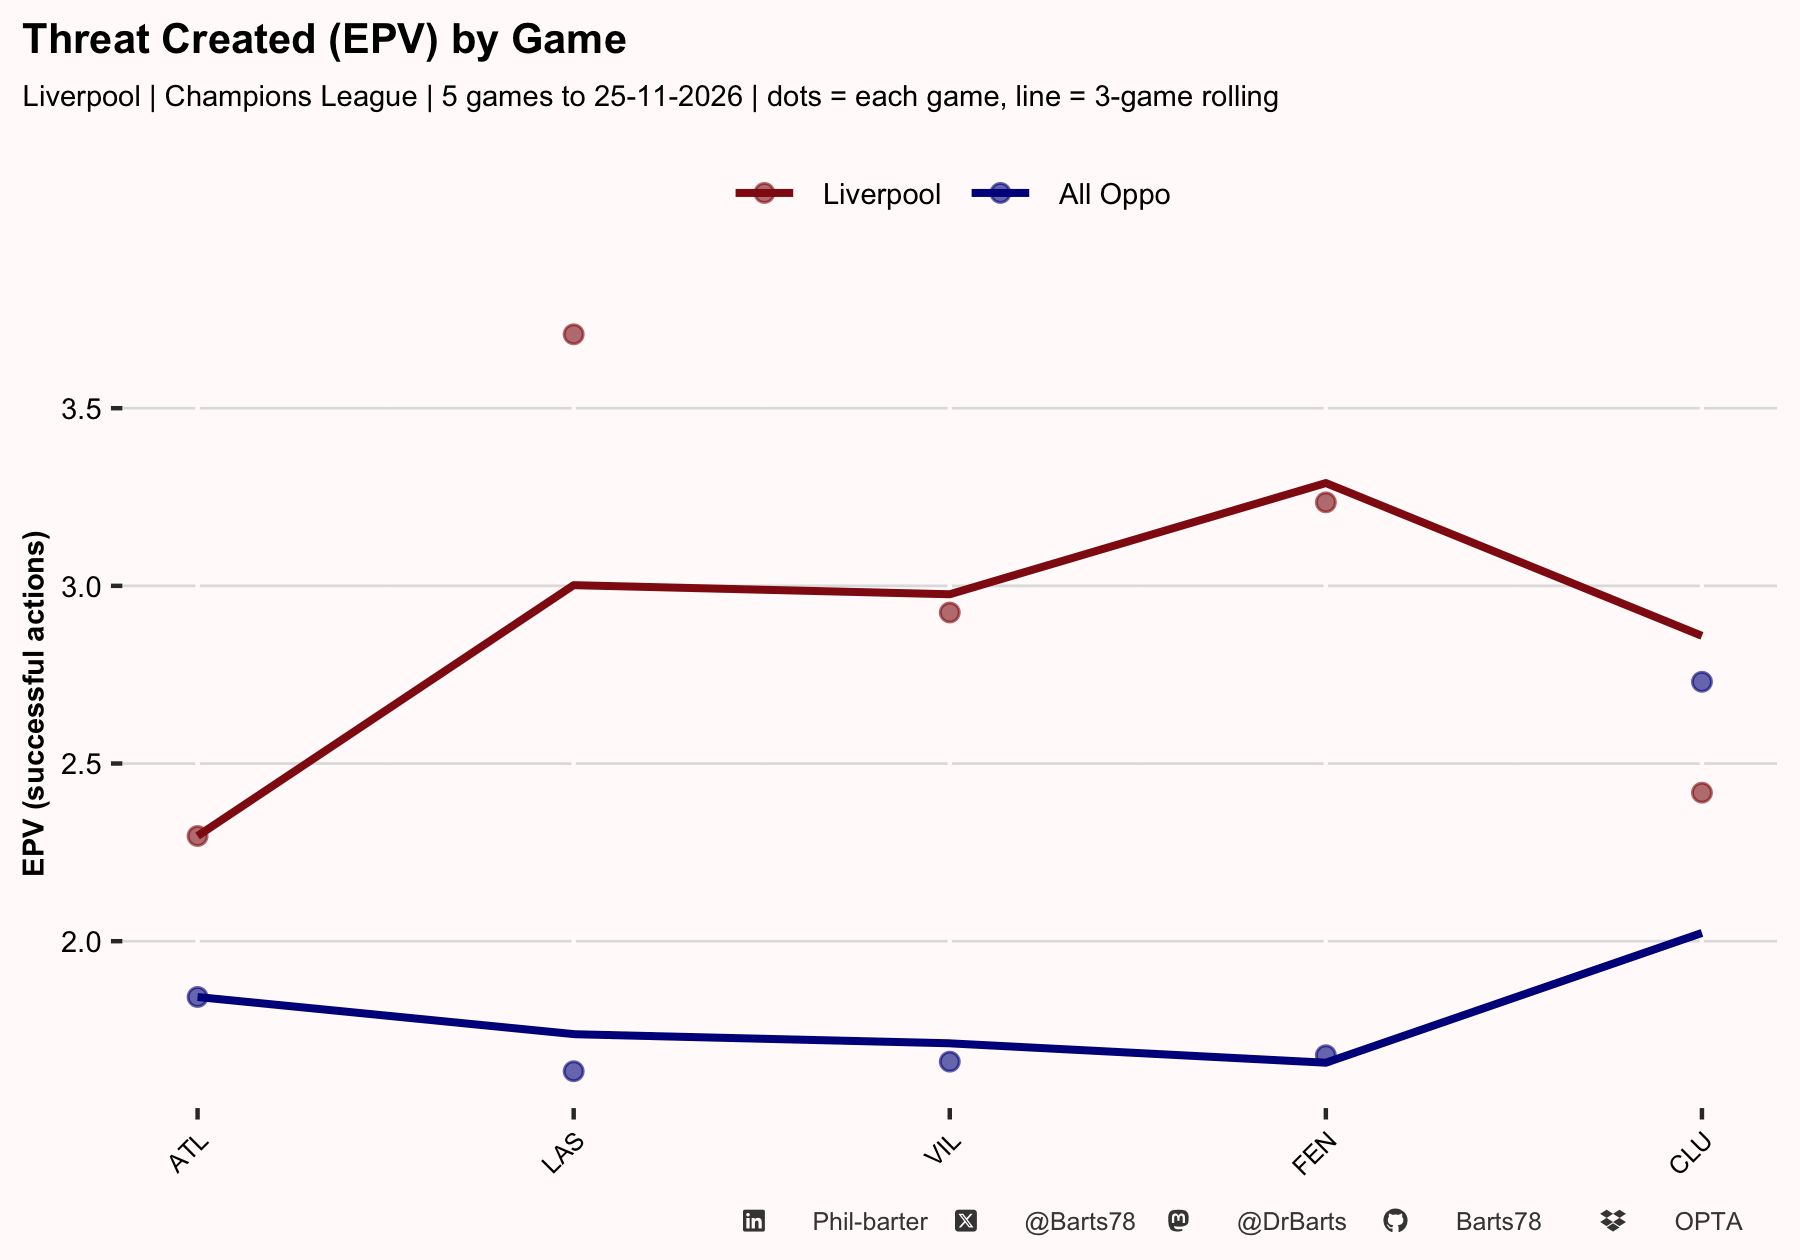 Threat Created (EPV) by Game
Liverpool | Champions League | 5 games to 25-11-2026 | dots = each game, line = 3-game rolling
Liverpool All Oppo
EPV (successful actions)
3.5
3.0
2.5
2.0
ATL LAS VIL FEN CLU
Phil-barter @Barts78 @DrBarts Barts78 OPTA